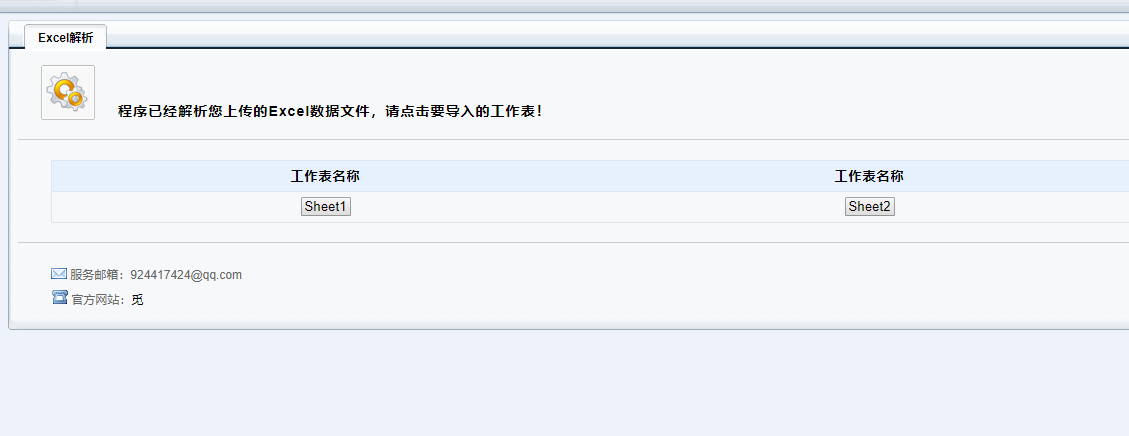 Excel解析
程序已经解析您上传的Excel数据文件，请点击要导入的工作表！
工作表名称 工作表名称
Sheet1 Sheet2
服务邮箱：924417424@qq.com
官方网站：觅